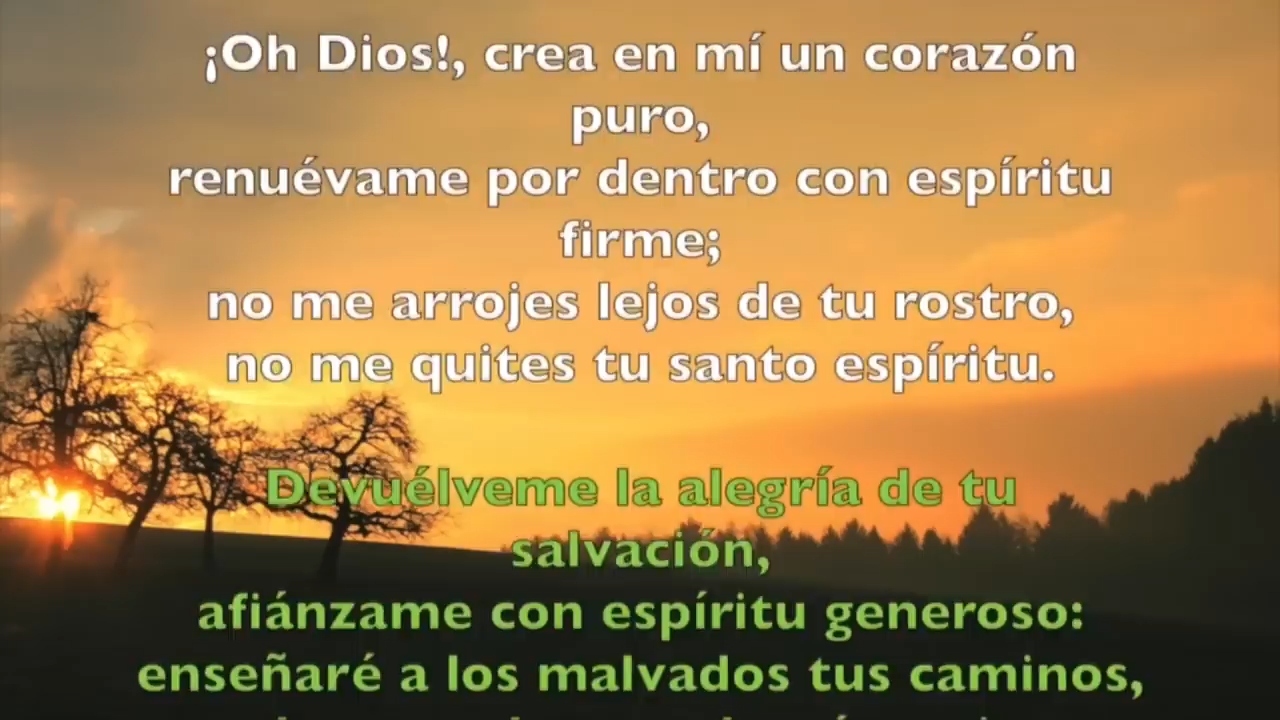 ¡Oh Dios!, crea en mí un corazón
puro,
renuévame por dentro con espíritu
firme;
no me arrojes lejos de tu rostro,
no me quites tu santo espíritu.
Devuélveme la alegría de tu
salvación,
afiánzame con espíritu generoso:
enseñaré a los malvados tus caminos,